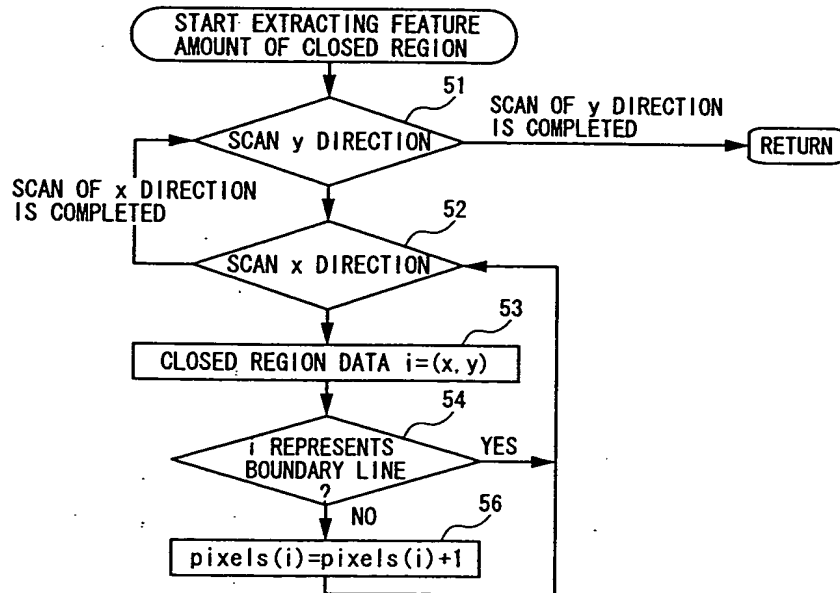 START EXTRACTING FEATURE
AMOUNT OF CLOSED REGION
51
SCAN OF y DIRECTION
IS COMPLETED
SCAN y DIRECTION
RETURN
SCAN OF x DIRECTION
IS COMPLETED
52
SCAN x DIRECTION
53
CLOSED REGION DATA i=(x,y)
54
i REPRESENTS
BOUNDARY LINE
?
YES
NO
56
pixels(i)=pixels(i)+1